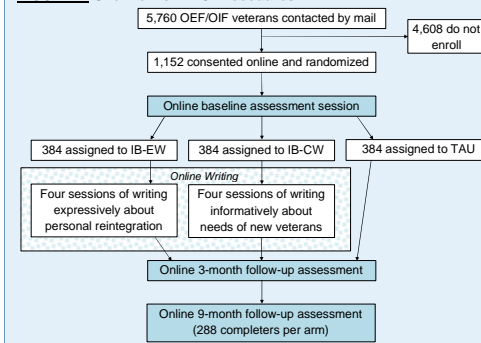 5,760 OEF/OIF veterans contacted by mail
4,608 do not
enroll
1,152 consented online and randomized
Online baseline assessment session
384 assigned to IB-EW
384 assigned to IB-CW
384 assigned to TAU
Online Writing
Four sessions of writing
expressively about
personal reintegration
Four sessions of writing
informatively about
needs of new veterans
Online 3-month follow-up assessment
Online 9-month follow-up assessment
(288 completers per arm)